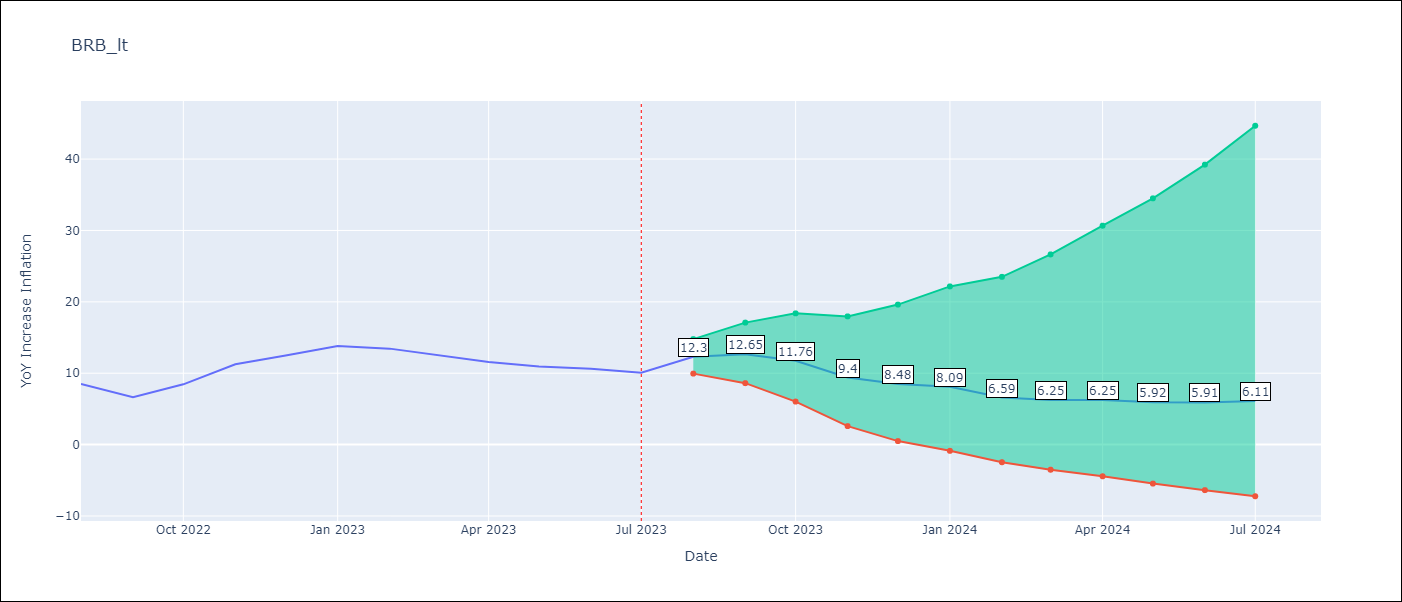 BRB_lt
YoY Increase Inflation
40
30
20
10
0
−10
12.3
12.65
11.76
9.4
8.48
8.09
6.59
6.25
6.25
5.92
5.91
6.11
Oct 2022
Jan 2023
Apr 2023
Jul 2023
Oct 2023
Jan 2024
Apr 2024
Jul 2024
Date